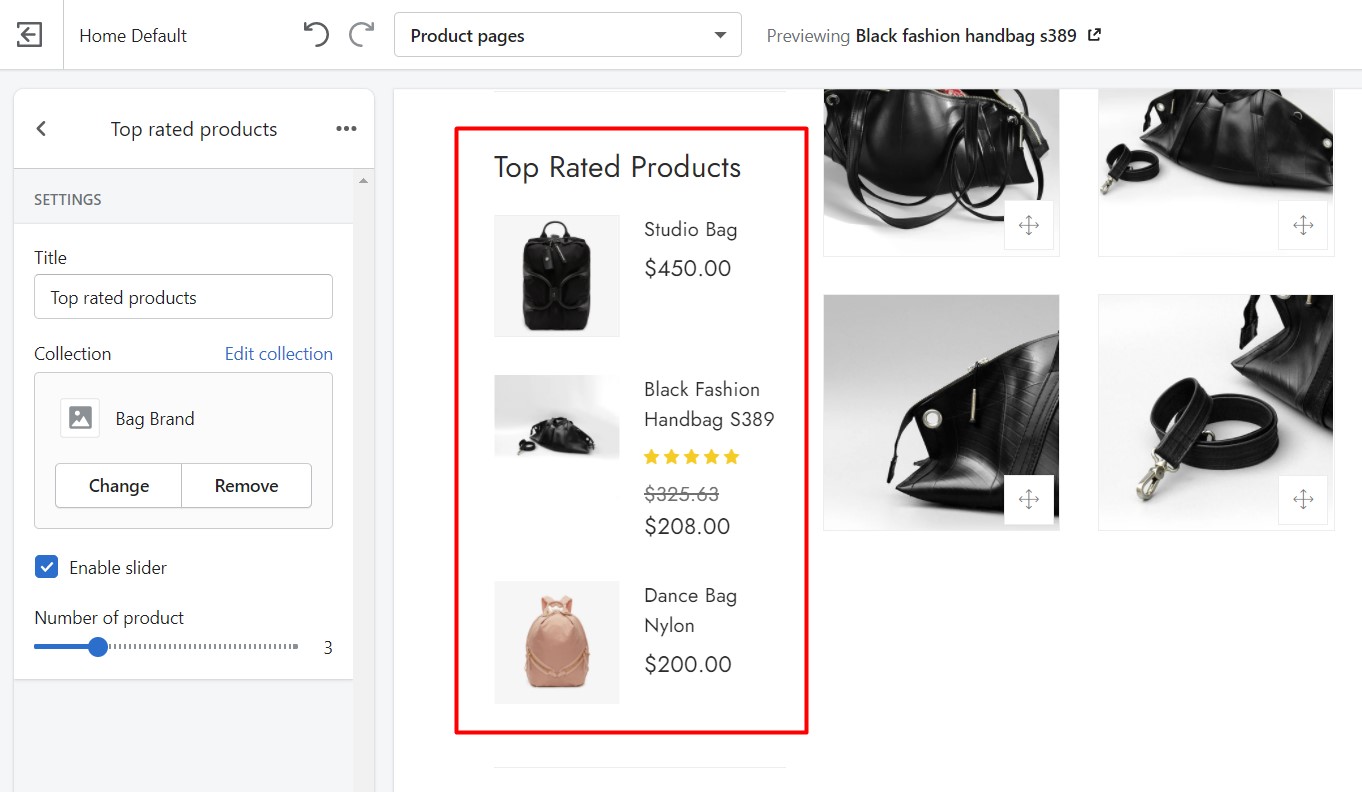 Home Default
Product pages
Previewing Black fashion handbag s389
Top rated products
SETTINGS
Title
Top rated products
Collection Edit collection
Bag Brand
Change Remove
Enable slider
Number of product
3
Top Rated Products
Studio Bag
$450.00
Black Fashion
Handbag S389
$325.63
$208.00
Dance Bag
Nylon
$200.00